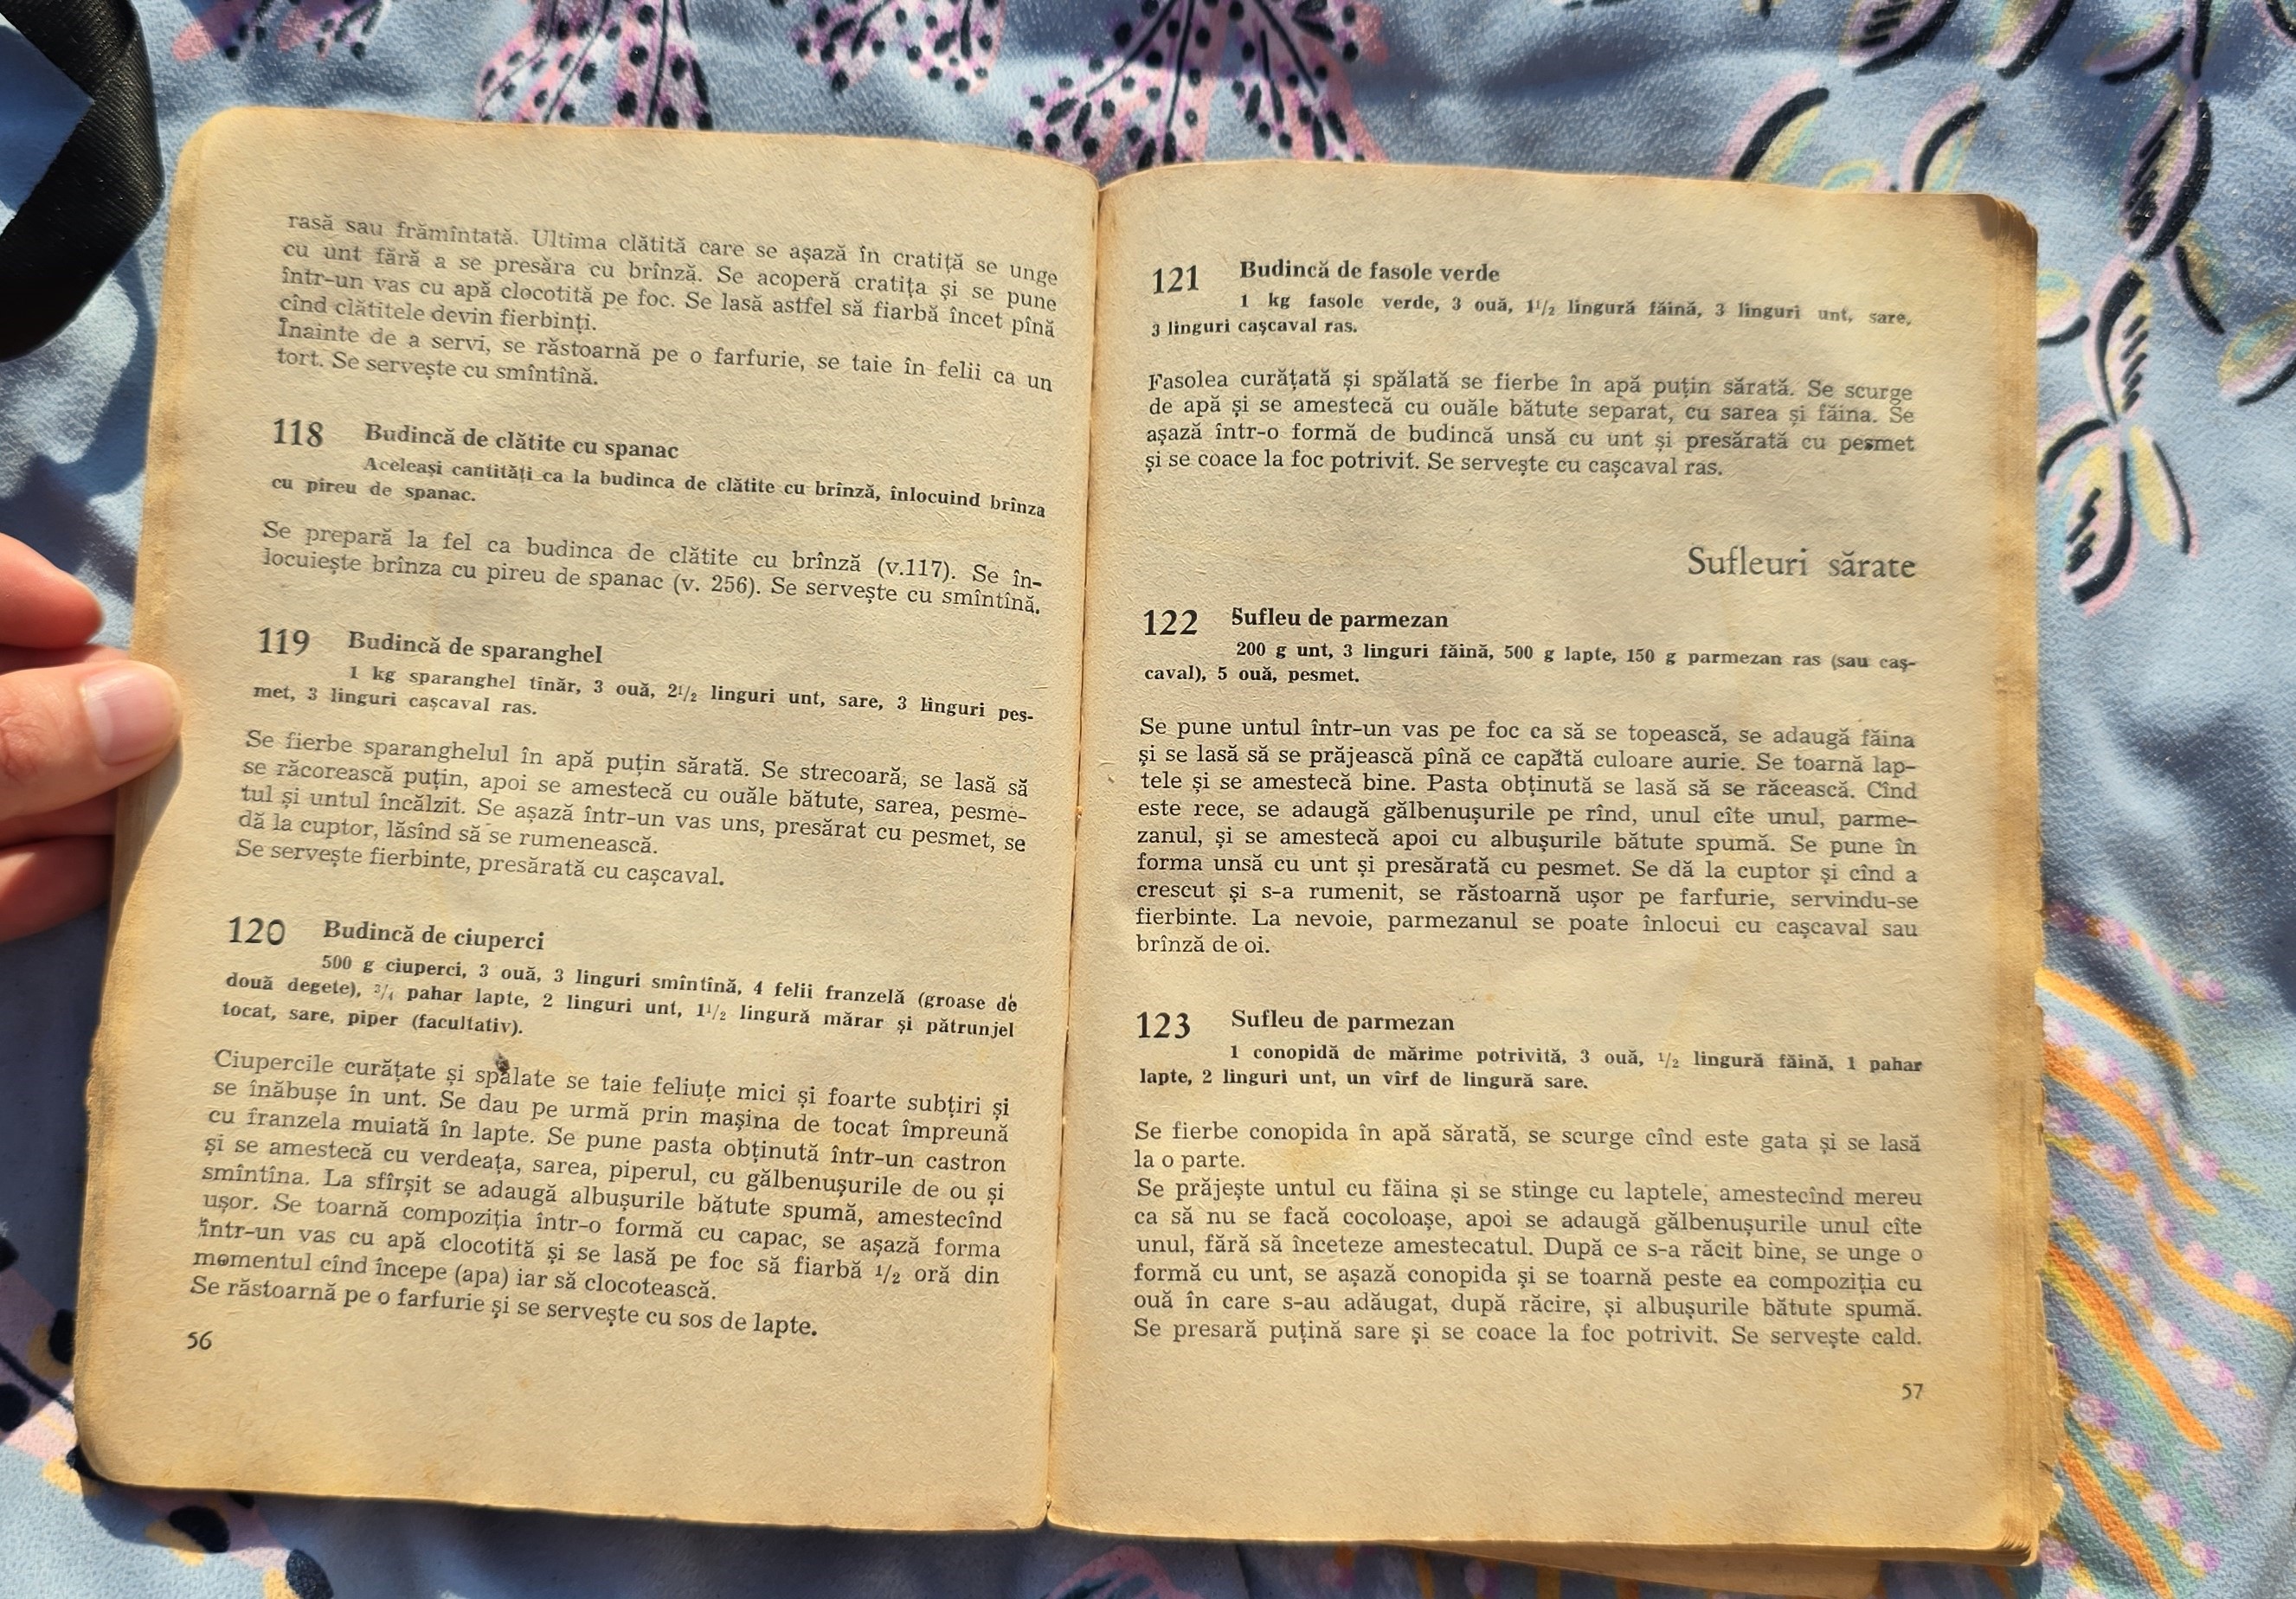 rasă sau frămîntată. Ultima clătită care se așază în cratiță se unge
cu unt fără a se presăra cu brînză. Se acoperă cratița și se pune
într-un vas cu apă clocotită pe foc. Se lasă astfel să fiarbă încet pînă
cînd clătitele devin fierbinți.
Înainte de a servi, se răstoarnă pe o farfurie, se taie în felii ca un
tort. Se servește cu smîntînă.
118 Budincă de clătite cu spanac
Aceleași cantități ca la budinca de clătite cu brînză, înlocuind brînza
cu pireu de spanac.
Se prepară la fel ca budinca de clătite cu brînză (v.117). Se în-
locuiește brînza cu pireu de spanac (v. 256). Se servește cu smîntînă.
119 Budincă de sparanghel
1 kg sparanghel tînăr, 3 ouă, 2 1/2 linguri unt, sare, 3 linguri pes-
met, 3 linguri cașcaval ras.
Se fierbe sparanghelul în apă puțin sărată. Se strecoară, se lasă să
se răcorească puțin, apoi se amestecă cu ouăle bătute, sarea, pesme-
tul și untul încălzit. Se așază într-un vas uns, presărat cu pesmet, se
dă la cuptor, lăsînd să se rumenească.
Se servește fierbinte, presărată cu cașcaval.
120 Budincă de ciuperci
500 g ciuperci, 3 ouă, 3 linguri smîntînă, 4 felii franzelă (groase de
două degete), 3/4 pahar lapte, 2 linguri unt, 1 1/2 lingură mărar și pătrunjel
tocat, sare, piper (facultativ).
Ciupercile curățate și spălate se taie feliuțe mici și foarte subțiri și
se înăbușe în unt. Se dau pe urmă prin mașina de tocat împreună
cu franzela muiată în lapte. Se pune pasta obținută într-un castron
și se amestecă cu verdeața, sarea, piperul, cu gălbenușurile de ou și
smîntîna. La sfîrșit se adaugă albușurile bătute spumă, amestecînd
ușor. Se toarnă compoziția într-o formă cu capac, se așază forma
într-un vas cu apă clocotită și se lasă pe foc să fiarbă 1/2 oră din
momentul cînd începe (apa) iar să clocotească.
Se răstoarnă pe o farfurie și se servește cu sos de lapte.
56
121 Budincă de fasole verde
1 kg fasole verde, 3 ouă, 1 1/2 lingură făină, 3 linguri unt, sare,
3 linguri cașcaval ras.
Fasolea curățată și spălată se fierbe în apă puțin sărată. Se scurge
de apă și se amestecă cu ouăle bătute separat, cu sarea și făina. Se
așază într-o formă de budincă unsă cu unt și presărată cu pesmet
și se coace la foc potrivit. Se servește cu cașcaval ras.
Sufleuri sărate
122 Sufleu de parmezan
200 g unt, 3 linguri făină, 500 g lapte, 150 g parmezan ras (sau caș-
caval), 5 ouă, pesmet.
Se pune untul într-un vas pe foc ca să se topească, se adaugă făina
și se lasă să se prăjească pînă ce capătă culoare aurie. Se toarnă lap-
tele și se amestecă bine. Pasta obținută se lasă să se răcească. Cînd
este rece, se adaugă gălbenușurile pe rînd, unul cîte unul, parme-
zanul, și se amestecă apoi cu albușurile bătute spumă. Se pune în
forma unsă cu unt și presărată cu pesmet. Se dă la cuptor și cînd a
crescut și s-a rumenit, se răstoarnă ușor pe farfurie, servindu-se
fierbinte. La nevoie, parmezanul se poate înlocui cu cașcaval sau
brînză de oi.
123 Sufleu de parmezan
1 conopidă de mărime potrivită, 3 ouă, 1/2 lingură făină, 1 pahar
lapte, 2 linguri unt, un vîrf de lingură sare.
Se fierbe conopida în apă sărată, se scurge cînd este gata și se lasă
la o parte.
Se prăjește untul cu făina și se stinge cu laptele, amestecînd mereu
ca să nu se facă cocoloașe, apoi se adaugă gălbenușurile unul cîte
unul, fără să înceteze amestecatul. După ce s-a răcit bine, se unge o
formă cu unt, se așază conopida și se toarnă peste ea compoziția cu
ouă în care s-au adăugat, după răcire, și albușurile bătute spumă.
Se presară puțină sare și se coace la foc potrivit. Se servește cald.
57